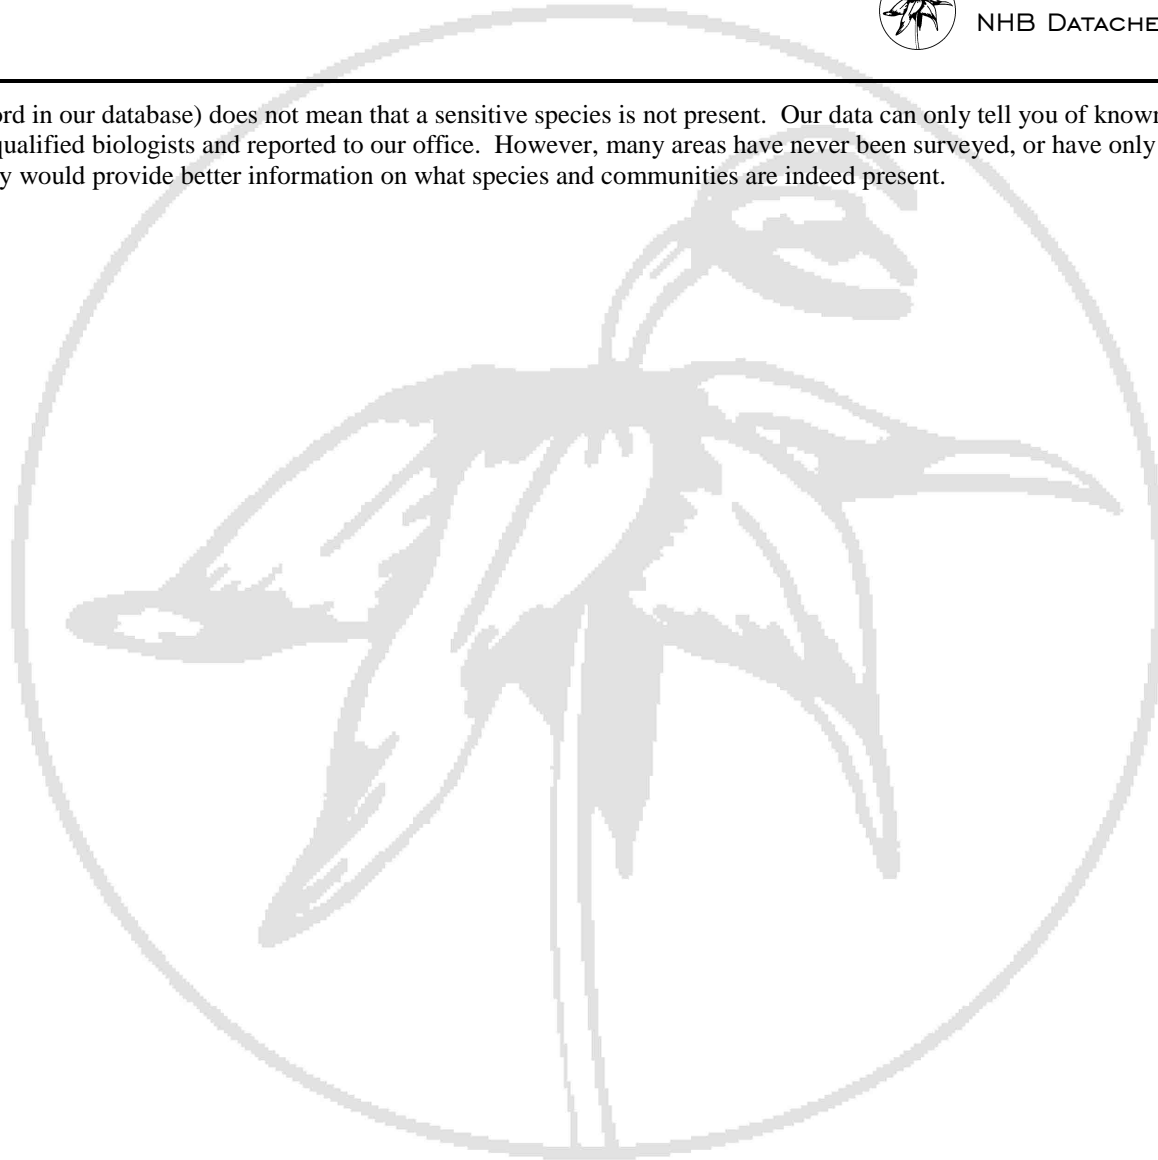 NHB DATACHE
ord in our database) does not mean that a sensitive species is not present. Our data can only tell you of known
qualified biologists and reported to our office. However, many areas have never been surveyed, or have only
y would provide better information on what species and communities are indeed present.